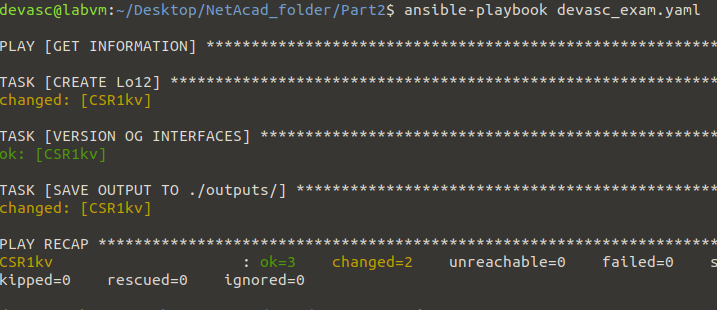 devasc@labvm:~/Desktop/NetAcad_folder/Part2$ ansible-playbook devasc_exam.yaml
PLAY [GET INFORMATION] *********************************************************
TASK [CREATE Lo12] *************************************************************
changed: [CSR1kv]
TASK [VERSION OG INTERFACES] ***************************************************
ok: [CSR1kv]
TASK [SAVE OUTPUT TO ./outputs/] ***********************************************
changed: [CSR1kv]
PLAY RECAP *********************************************************************
CSR1kv                     : ok=3    changed=2    unreachable=0    failed=0    s
kipped=0    rescued=0    ignored=0